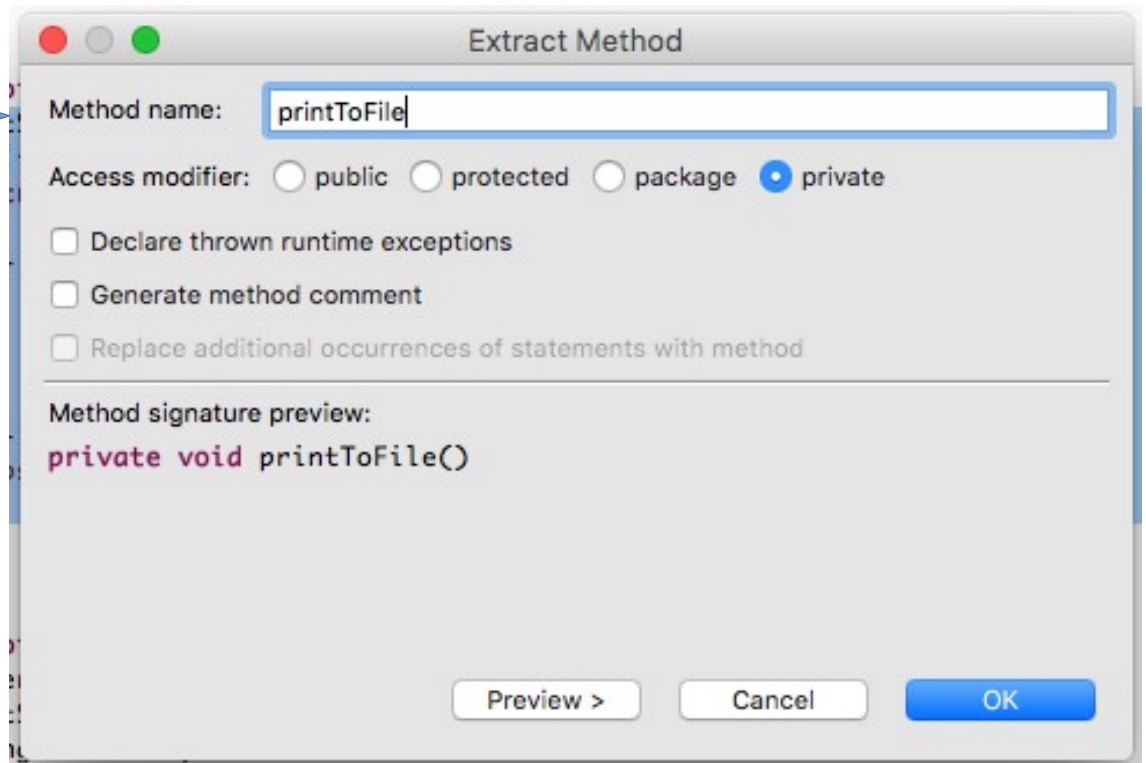 Extract Method
Method name: printToFile
Access modifier: public protected package private
Declare thrown runtime exceptions
Generate method comment
Replace additional occurrences of statements with method
Method signature preview:
private void printToFile()
Preview > Cancel OK